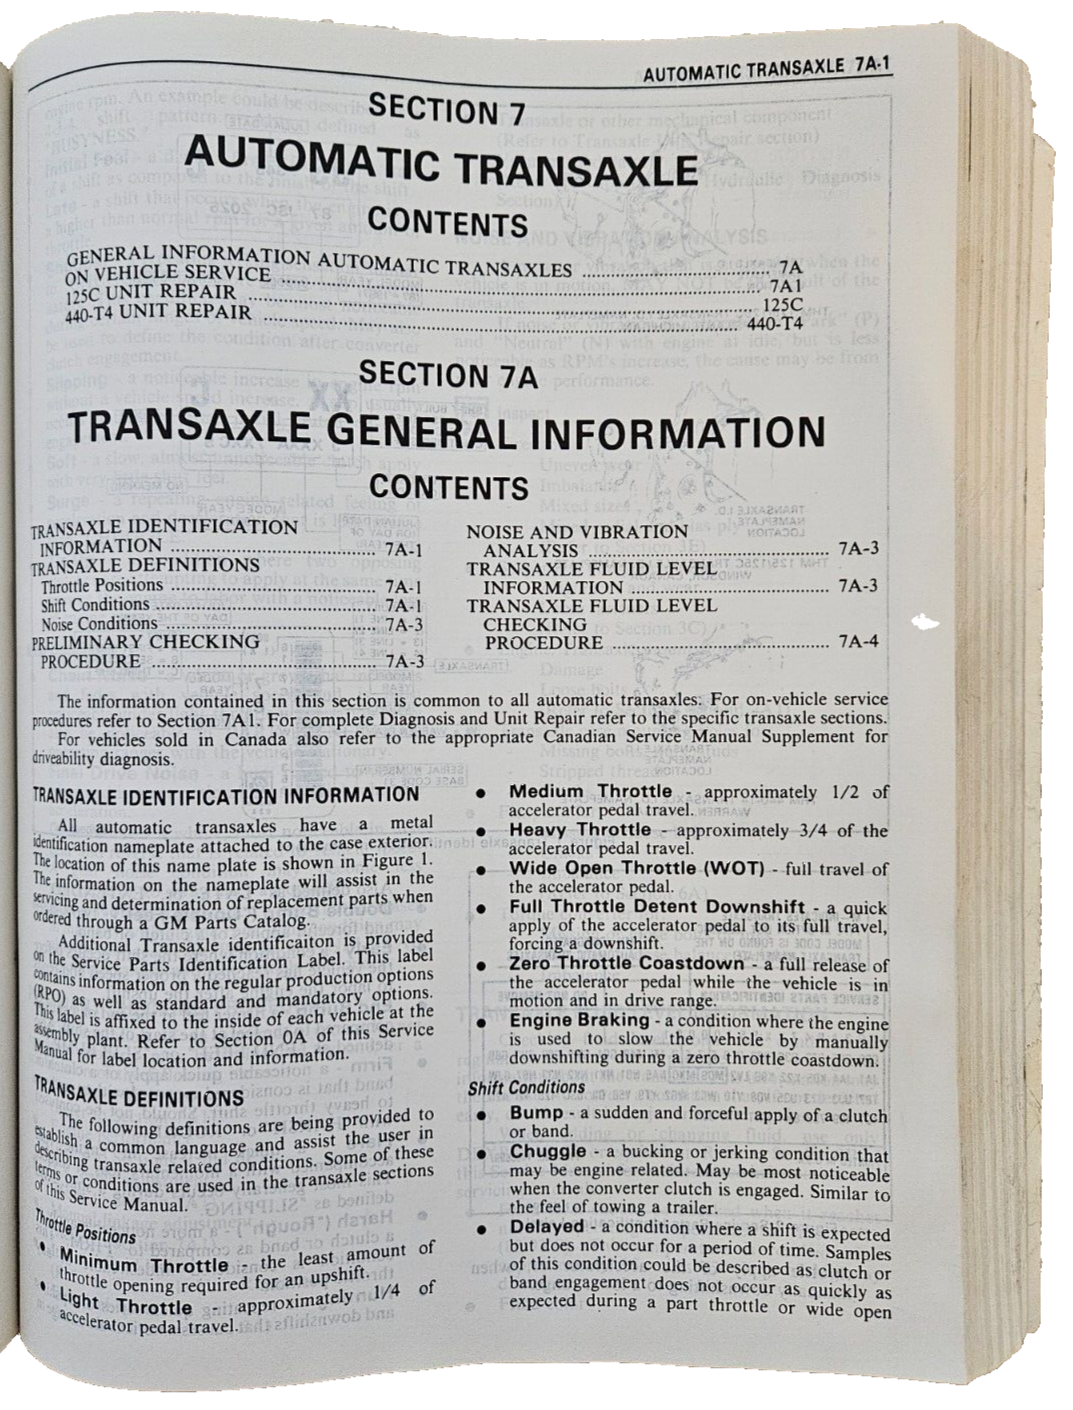 AUTOMATIC TRANSAXLE 7A-1
SECTION 7
AUTOMATIC TRANSAXLE
CONTENTS
GENERAL INFORMATION AUTOMATIC TRANSAXLES ............................. 7A
ON VEHICLE SERVICE ............................. 7A1
125C UNIT REPAIR ............................. 125C
440-T4 UNIT REPAIR ............................. 440-T4
SECTION 7A
TRANSAXLE GENERAL INFORMATION
CONTENTS
TRANSAXLE IDENTIFICATION
INFORMATION ............................. 7A-1
TRANSAXLE DEFINITIONS
Throttle Positions ............................. 7A-1
Shift Conditions ............................. 7A-1
Noise Conditions ............................. 7A-3
PRELIMINARY CHECKING
PROCEDURE ............................. 7A-3
NOISE AND VIBRATION
ANALYSIS ............................. 7A-3
TRANSAXLE FLUID LEVEL
INFORMATION ............................. 7A-3
TRANSAXLE FLUID LEVEL
CHECKING
PROCEDURE ............................. 7A-4
The information contained in this section is common to all automatic transaxles. For on-vehicle service
procedures refer to Section 7A1. For complete Diagnosis and Unit Repair refer to the specific transaxle sections.
For vehicles sold in Canada also refer to the appropriate Canadian Service Manual Supplement for
driveability diagnosis.
TRANSAXLE IDENTIFICATION INFORMATION
All automatic transaxles have a metal
identification nameplate attached to the case exterior.
The location of this name plate is shown in Figure 1.
The information on the nameplate will assist in the
servicing and determination of replacement parts when
ordered through a GM Parts Catalog.
Additional Transaxle identificaiton is provided
on the Service Parts Identification Label. This label
contains information on the regular production options
(RPO) as well as standard and mandatory options.
This label is affixed to the inside of each vehicle at the
assembly plant. Refer to Section 0A of this Service
Manual for label location and information.
TRANSAXLE DEFINITIONS
The following definitions are being provided to
establish a common language and assist the user in
describing transaxle related conditions. Some of these
terms or conditions are used in the transaxle sections
of this Service Manual.
Throttle Positions
• Minimum Throttle - the least amount of
throttle opening required for an upshift.
• Light Throttle - approximately 1/4 of
accelerator pedal travel.
• Medium Throttle - approximately 1/2 of
accelerator pedal travel.
• Heavy Throttle - approximately 3/4 of the
accelerator pedal travel.
• Wide Open Throttle (WOT) - full travel of
the accelerator pedal.
• Full Throttle Detent Downshift - a quick
apply of the accelerator pedal to its full travel,
forcing a downshift.
• Zero Throttle Coastdown - a full release of
the accelerator pedal while the vehicle is in
motion and in drive range.
• Engine Braking - a condition where the engine
is used to slow the vehicle by manually
downshifting during a zero throttle coastdown.
Shift Conditions
• Bump - a sudden and forceful apply of a clutch
or band.
• Chuggle - a bucking or jerking condition that
may be engine related. May be most noticeable
when the converter clutch is engaged. Similar to
the feel of towing a trailer.
• Delayed - a condition where a shift is expected
but does not occur for a period of time. Samples
of this condition could be described as clutch or
band engagement does not occur as quickly as
expected during a part throttle or wide open